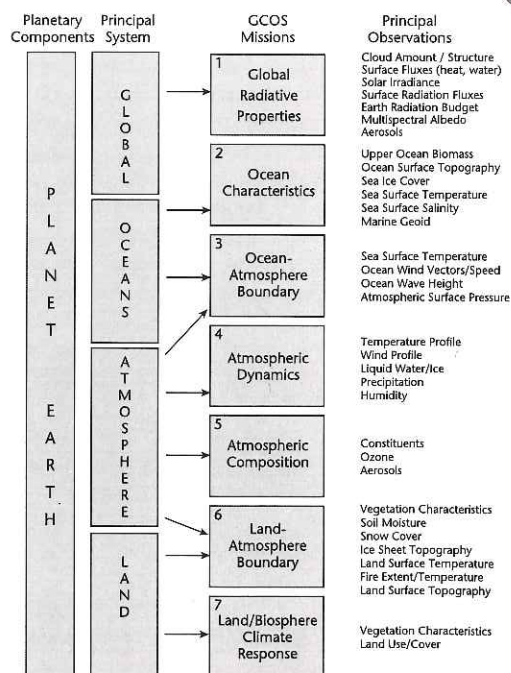 Planetary
Components
Principal
System
GCOS
Missions
Principal
Observations
PLANET EARTH
GLOBAL
OCEANS
ATMOSPHERE
LAND
1
Global
Radiative
Properties
Cloud Amount / Structure
Surface Fluxes (heat, water)
Solar Irradiance
Surface Radiation Fluxes
Earth Radiation Budget
Multispectral Albedo
Aerosols
2
Ocean
Characteristics
Upper Ocean Biomass
Ocean Surface Topography
Sea Ice Cover
Sea Surface Temperature
Sea Surface Salinity
Marine Geoid
3
Ocean-
Atmosphere
Boundary
Sea Surface Temperature
Ocean Wind Vectors/Speed
Ocean Wave Height
Atmospheric Surface Pressure
4
Atmospheric
Dynamics
Temperature Profile
Wind Profile
Liquid Water/Ice
Precipitation
Humidity
5
Atmospheric
Composition
Constituents
Ozone
Aerosols
6
Land-
Atmosphere
Boundary
Vegetation Characteristics
Soil Moisture
Snow Cover
Ice Sheet Topography
Land Surface Temperature
Fire Extent/Temperature
Land Surface Topography
7
Land/Biosphere
Climate
Response
Vegetation Characteristics
Land Use/Cover